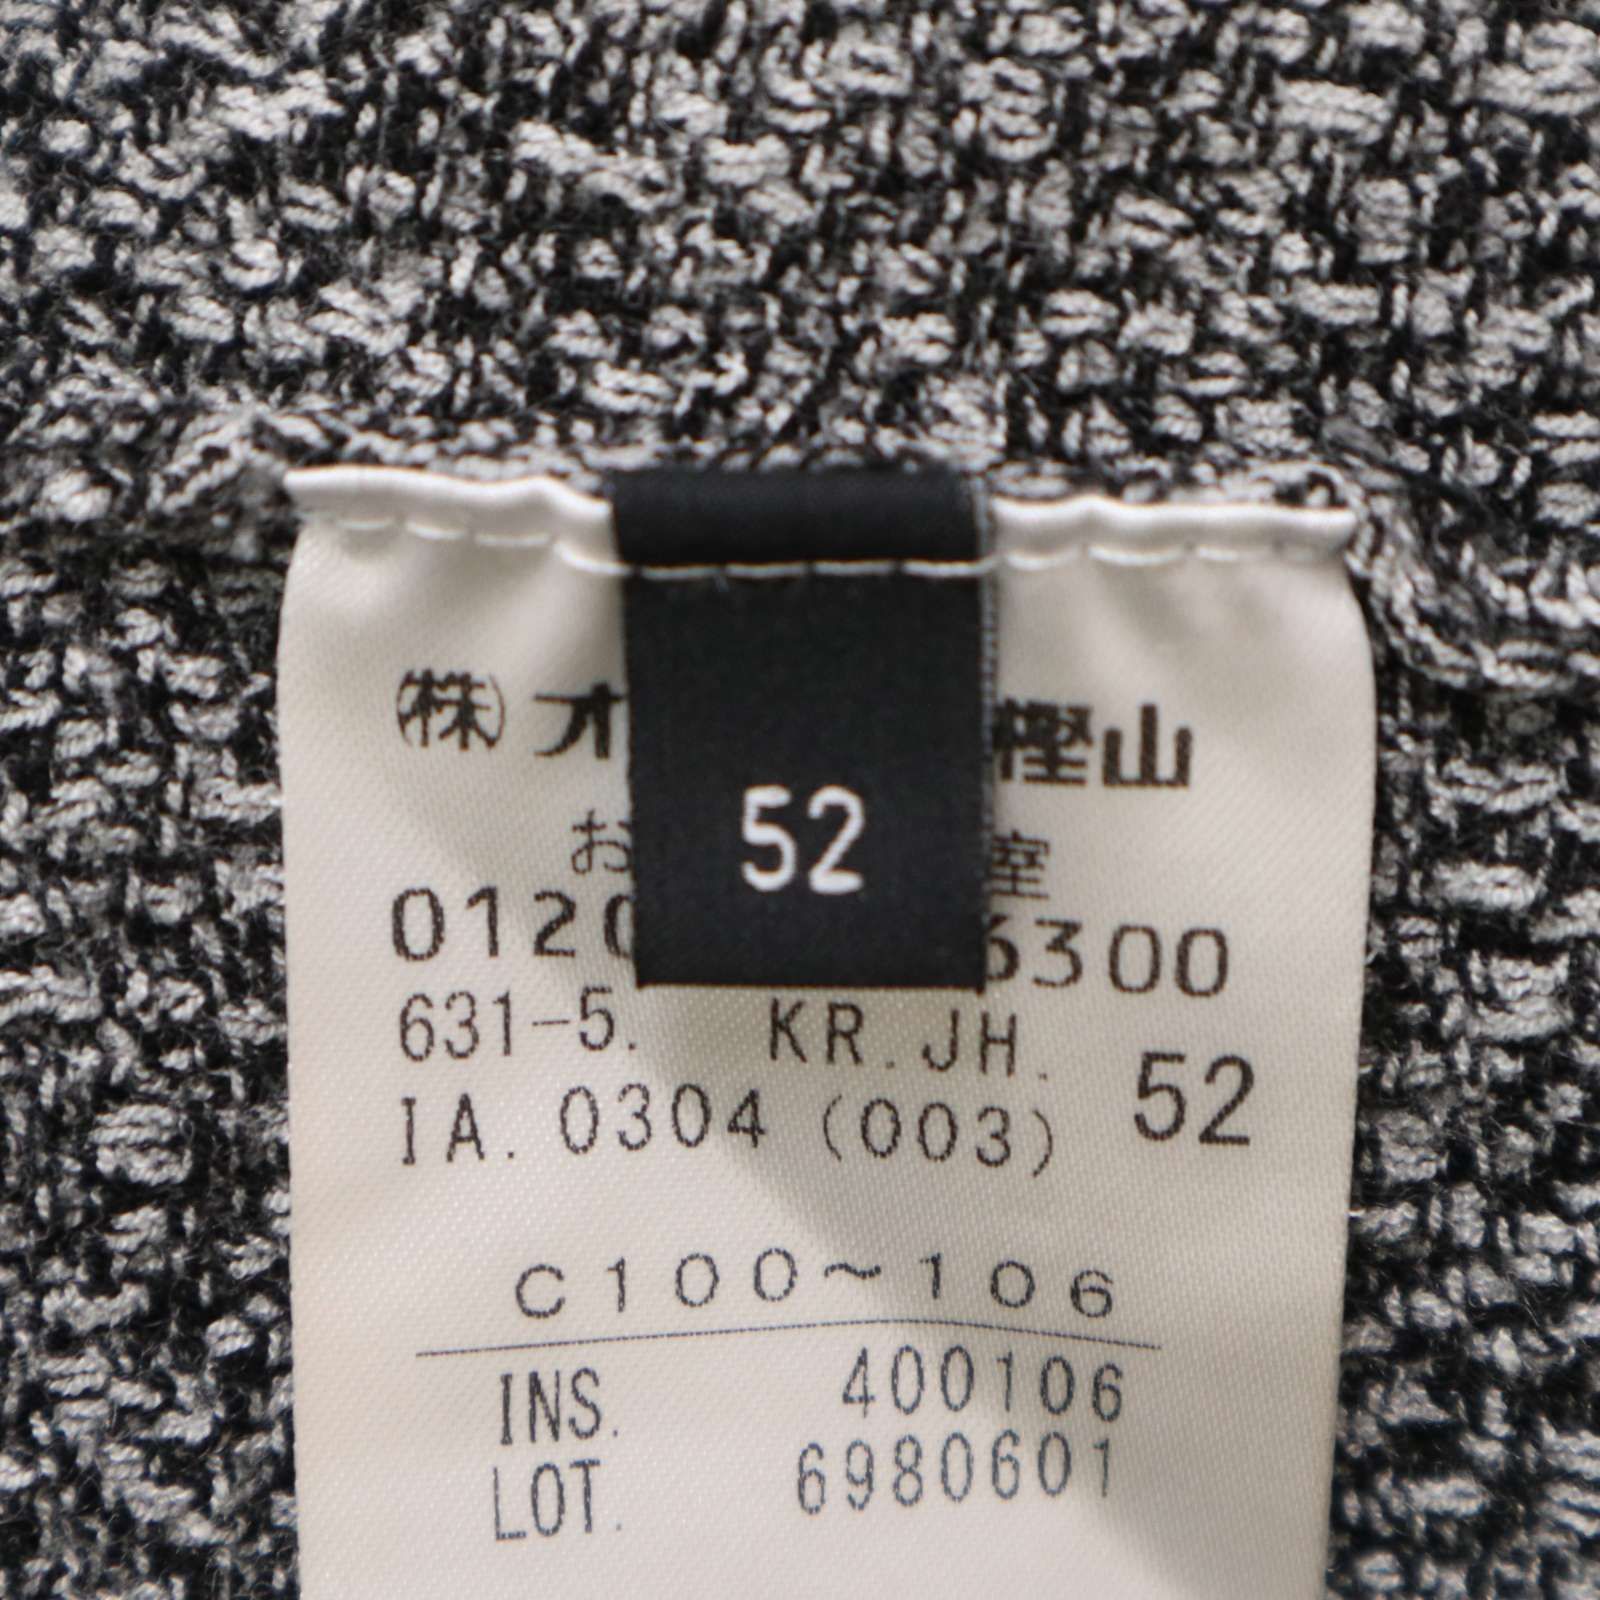 ㈱オ 樫山
52
お 室
0120 6300
631-5. KR.JH.
52
IA.0304(003)
C100~106
INS. 400106
LOT. 6980601